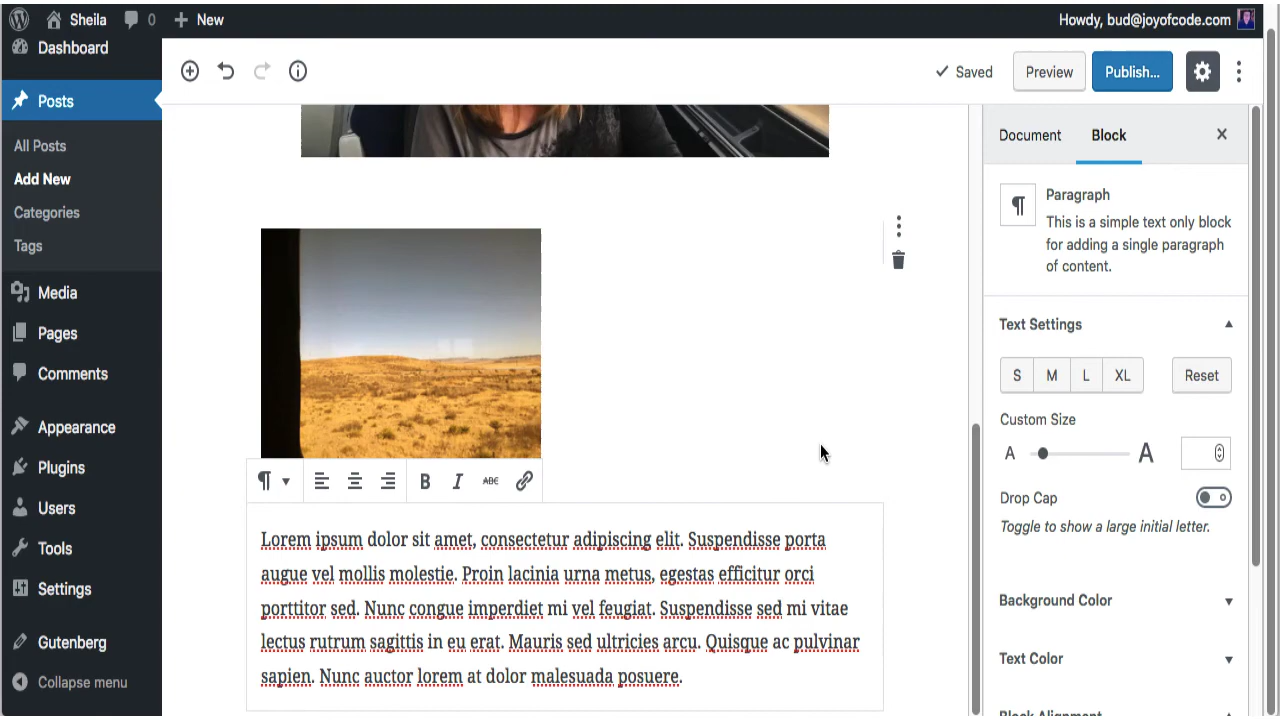 Sheila
0
New
Howdy, bud@joyofcode.com
Dashboard
Posts
All Posts
Add New
Categories
Tags
Media
Pages
Comments
Appearance
Plugins
Users
Tools
Settings
Gutenberg
Collapse menu
Saved
Preview
Publish...
B
I
ABC
Lorem ipsum dolor sit amet, consectetur adipiscing elit. Suspendisse porta
augue vel mollis molestie. Proin lacinia urna metus, egestas efficitur orci
porttitor sed. Nunc congue imperdiet mi vel feugiat. Suspendisse sed mi vitae
lectus rutrum sagittis in eu erat. Mauris sed ultricies arcu. Quisque ac pulvinar
sapien. Nunc auctor lorem at dolor malesuada posuere.
Document
Block
Paragraph
This is a simple text only block
for adding a single paragraph
of content.
Text Settings
S M L XL Reset
Custom Size
A A
Drop Cap
Toggle to show a large initial letter.
Background Color
Text Color
Block Alignment